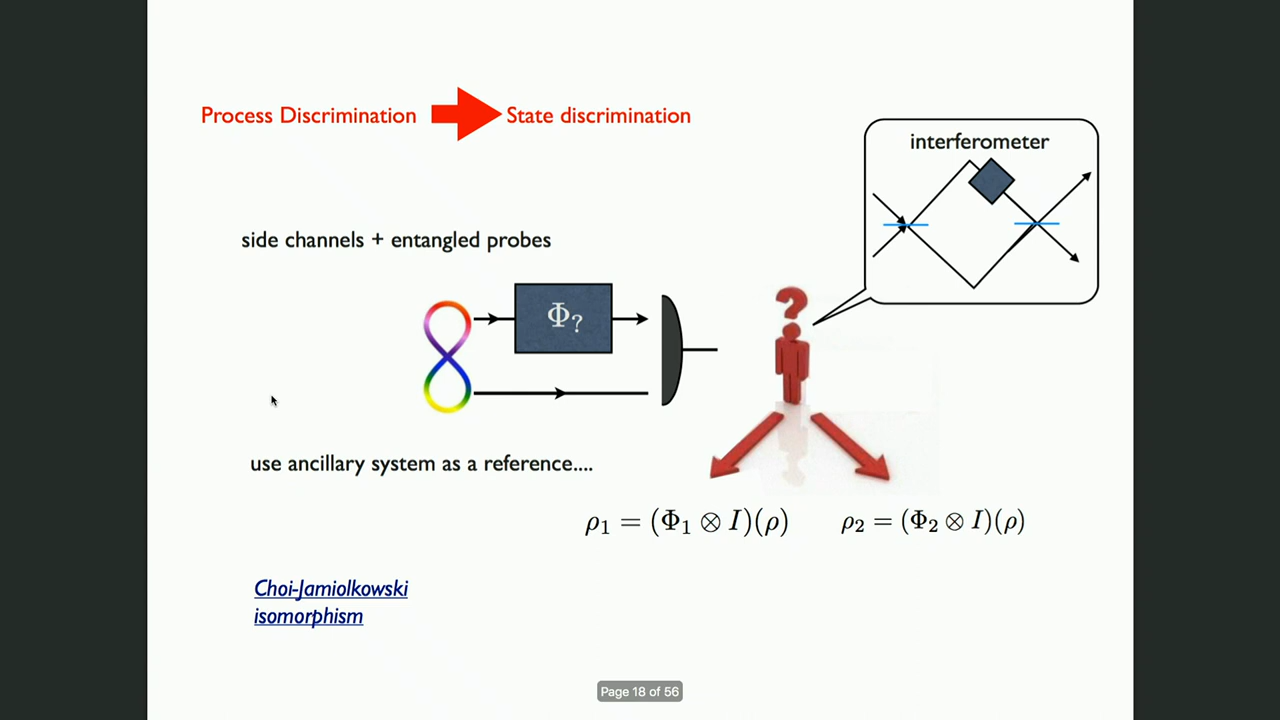 Process Discrimination
State discrimination
interferometer
side channels + entangled probes
Φ?
?
use ancillary system as a reference....
ρ₁ = (Φ₁ ⊗ I)(ρ)
ρ₂ = (Φ₂ ⊗ I)(ρ)
Choi-Jamiolkowski
isomorphism
Page 18 of 56